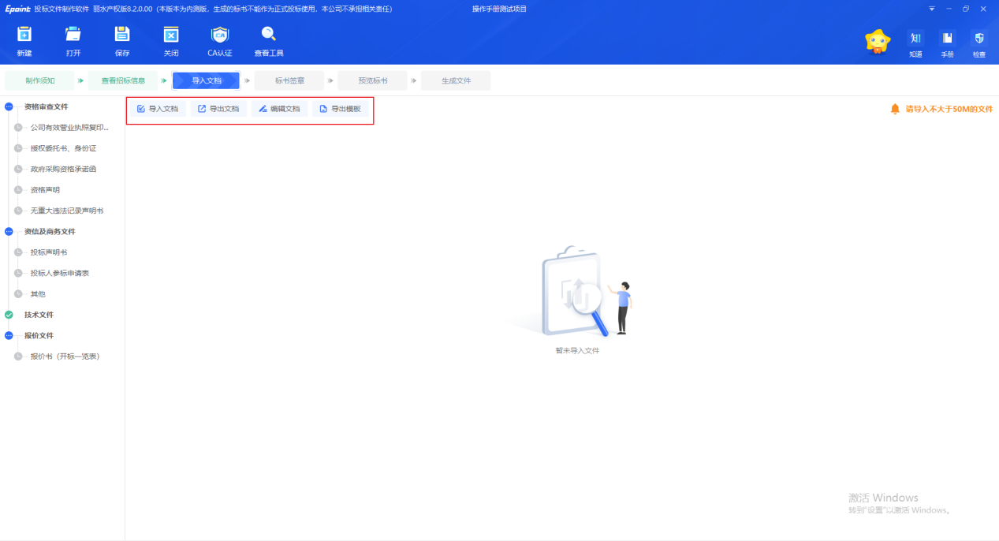 Epoint 投标文件制作软件 丽水产权版8.2.0.00（本版本为内测版，生成的标书不能作为正式投标使用，本公司不承担相关责任） 操作手册测试项目
新建 打开 保存 关闭 CA认证 查看工具 知道 手册 检查
制作须知 查看招标信息 导入文档 标书签章 预览标书 生成文件
导入文档 导出文档 编辑文档 导出模板 请导入不大于50M的文件
资格审查文件
公司有效营业执照复印...
授权委托书、身份证
政府采购资格承诺函
资格声明
无重大违法记录声明书
资信及商务文件
投标声明书
投标人参标申请表
其他
技术文件
报价文件
报价书（开标一览表）
暂未导入文件
激活 Windows
转到"设置"以激活 Windows。